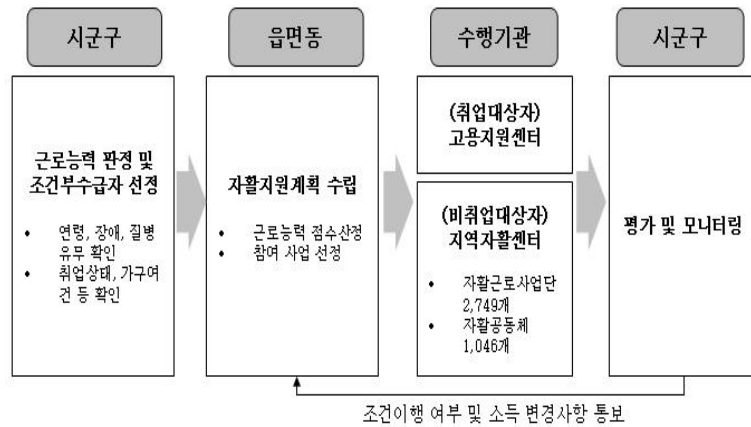 시군구
읍면동
수행기관
시군구
근로능력 판정 및
조건부수급자 선정
• 연령, 장애, 질병
유무 확인
• 취업상태, 가구여
건 등 확인
자활지원계획 수립
• 근로능력 점수산정
• 참여 사업 선정
(취업대상자)
고용지원센터
(비취업대상자)
지역자활센터
• 자활근로사업단
2,749개
• 자활공동체
1,046개
평가 및 모니터링
조건이행 여부 및 소득 변경사항 통보